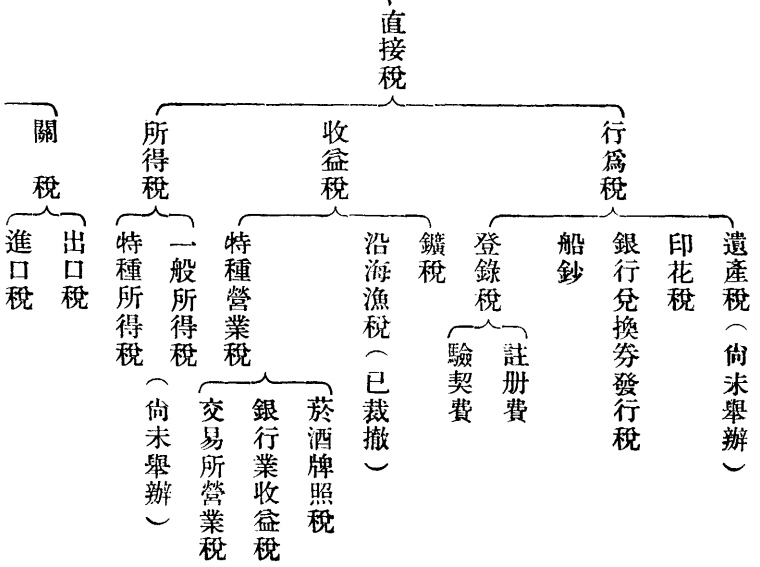 直接稅
行爲稅
遺產稅（尙未舉辦）
印花稅
銀行兌換券發行稅
船鈔
登錄稅
註册費
驗契費
收益稅
鑛稅
沿海漁稅（已裁撤）
特種營業稅
菸酒牌照稅
銀行業收益稅
交易所營業稅
所得稅
一般所得稅
特種所得稅
（尙未舉辦）
關稅
出口稅
進口稅